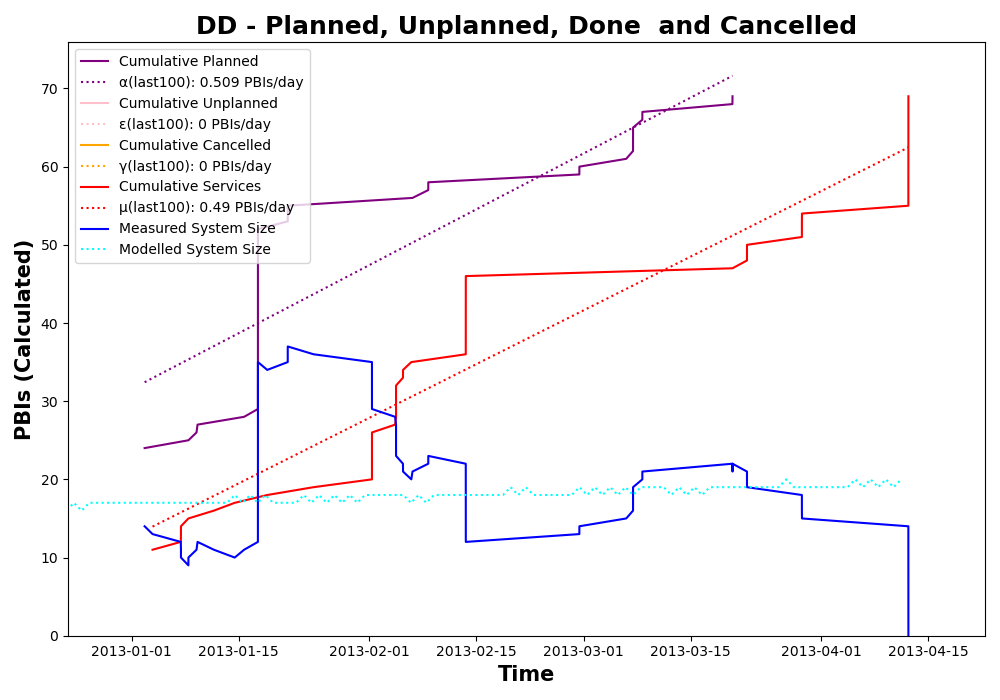 DD - Planned, Unplanned, Done  and Cancelled
Cumulative Planned
α(last100): 0.509 PBIs/day
Cumulative Unplanned
ε(last100): 0 PBIs/day
Cumulative Cancelled
γ(last100): 0 PBIs/day
Cumulative Services
μ(last100): 0.49 PBIs/day
Measured System Size
Modelled System Size
PBIs (Calculated)
70
60
50
40
30
20
10
0
2013-01-01 2013-01-15 2013-02-01 2013-02-15 2013-03-01 2013-03-15 2013-04-01 2013-04-15
Time